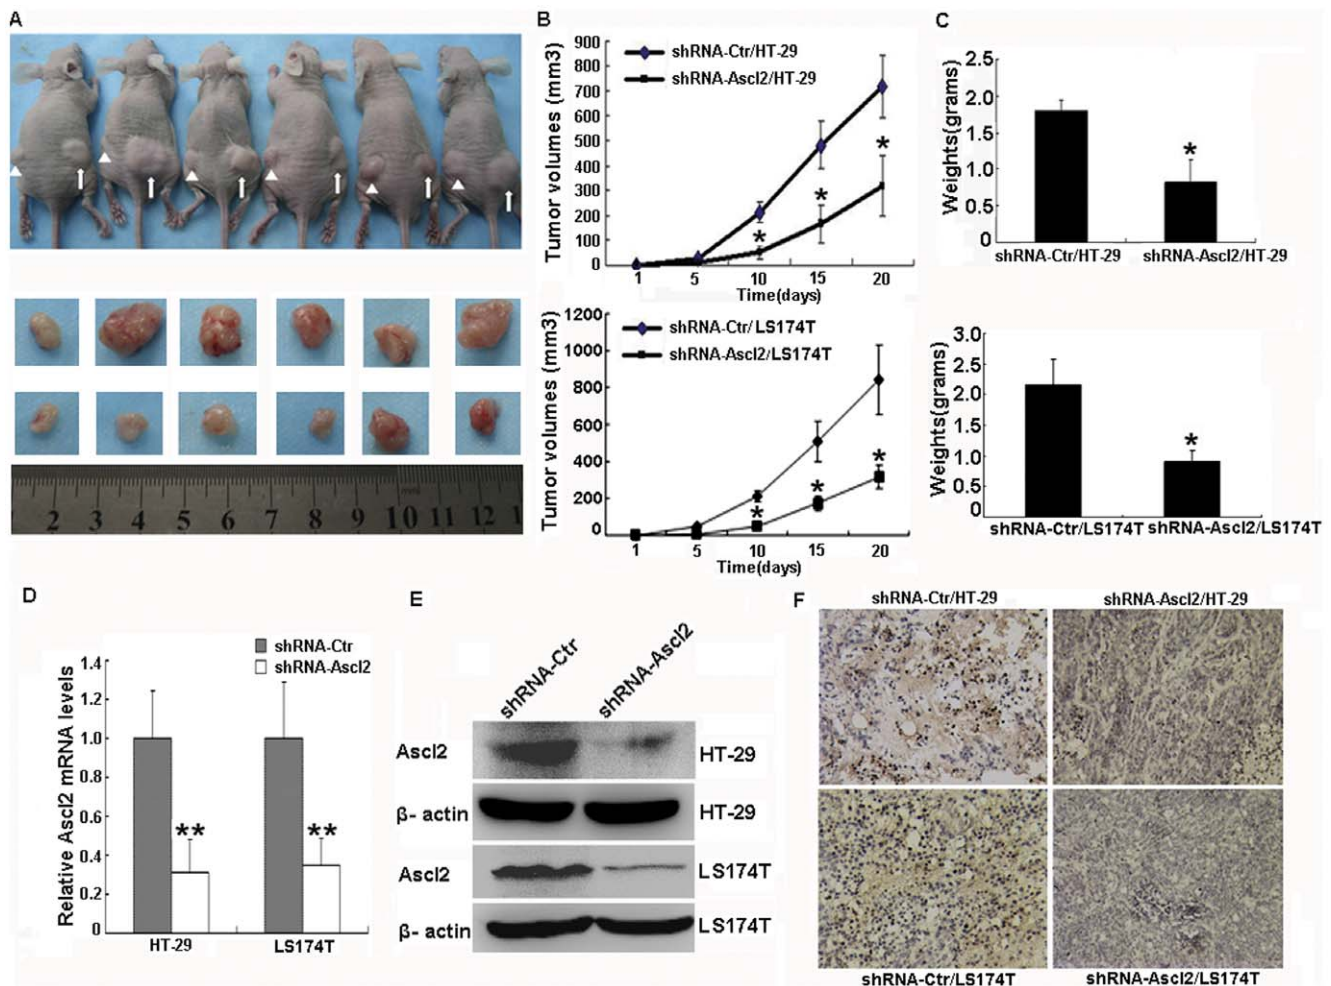 A
2 3 4 5 6 7 8 9 10 11 12 1
B
Tumor volumes (mm3)
900
800
700
600
500
400
300
200
100
0
shRNA-Ctr/HT-29
shRNA-Ascl2/HT-29
*
*
*
1 5 10 15 20
Time(days)
Tumor volumes (mm3)
1200
1000
800
600
400
200
0
shRNA-Ctr/LS174T
shRNA-Ascl2/LS174T
*
*
*
1 5 10 15 20
Time(days)
C
Weights(grams)
2.5
2.0
1.5
1.0
0.5
0
*
shRNA-Ctr/HT-29 shRNA-Ascl2/HT-29
Weights(grams)
3.0
2.5
2.0
1.0
0.5
0
*
shRNA-Ctr/LS174T shRNA-Ascl2/LS174T
D
Relative Ascl2 mRNA levels
1.4
1.2
1.0
0.8
0.6
0.4
0.2
0
shRNA-Ctr
shRNA-Ascl2
** **
HT-29 LS174T
E
shRNA-Ctr shRNA-Ascl2
Ascl2 HT-29
β- actin HT-29
Ascl2 LS174T
β- actin LS174T
F
shRNA-Ctr/HT-29 shRNA-Ascl2/HT-29
shRNA-Ctr/LS174T shRNA-Ascl2/LS174T